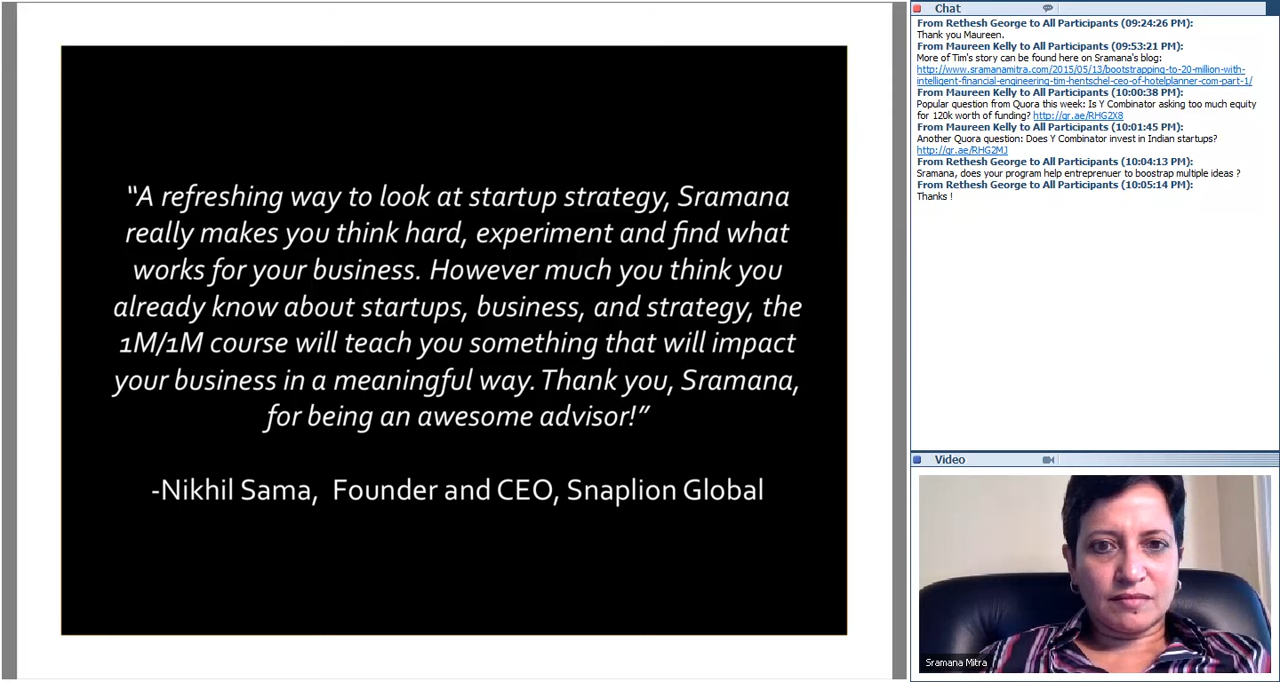 “A refreshing way to look at startup strategy, Sramana
really makes you think hard, experiment and find what
works for your business. However much you think you
already know about startups, business, and strategy, the
1M/1M course will teach you something that will impact
your business in a meaningful way. Thank you, Sramana,
for being an awesome advisor!”
-Nikhil Sama, Founder and CEO, Snaplion Global
Chat
From Rethesh George to All Participants (09:24:26 PM):
Thank you Maureen.
From Maureen Kelly to All Participants (09:53:21 PM):
More of Tim's story can be found here on Sramana's blog:
http://www.sramanamitra.com/2015/05/13/bootstrapping-to-20-million-with-
intelligent-financial-engineering-tim-hentschel-ceo-of-hotelplanner-com-part-1/
From Maureen Kelly to All Participants (10:00:38 PM):
Popular question from Quora this week: Is Y Combinator asking too much equity
for 120k worth of funding? http://qr.ae/RHG2X8
From Maureen Kelly to All Participants (10:01:45 PM):
Another Quora question: Does Y Combinator invest in Indian startups?
http://qr.ae/RHG2MJ
From Rethesh George to All Participants (10:04:13 PM):
Sramana, does your program help entreprenuer to boostrap multiple ideas ?
From Rethesh George to All Participants (10:05:14 PM):
Thanks !
Video
Sramana Mitra